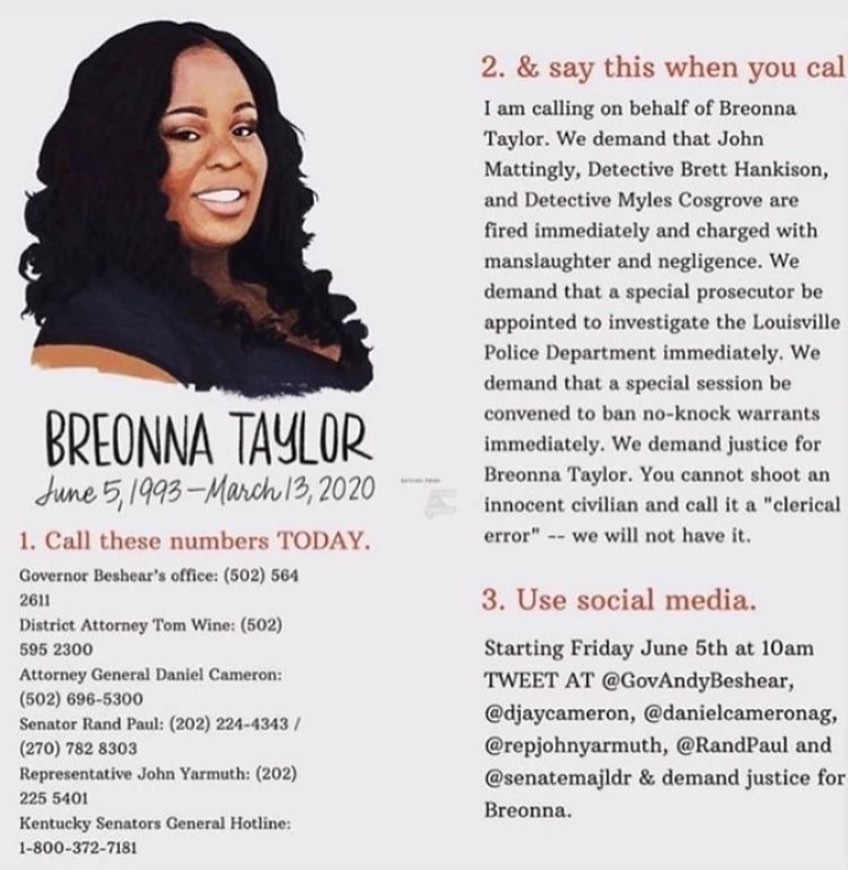 BREONNA TAYLOR
June 5, 1993 – March 13, 2020
1. Call these numbers TODAY.
Governor Beshear's office: (502) 564
2611
District Attorney Tom Wine: (502)
595 2300
Attorney General Daniel Cameron:
(502) 696-5300
Senator Rand Paul: (202) 224-4343 /
(270) 782 8303
Representative John Yarmuth: (202)
225 5401
Kentucky Senators General Hotline:
1-800-372-7181
2. & say this when you cal
I am calling on behalf of Breonna
Taylor. We demand that John
Mattingly, Detective Brett Hankison,
and Detective Myles Cosgrove are
fired immediately and charged with
manslaughter and negligence. We
demand that a special prosecutor be
appointed to investigate the Louisville
Police Department immediately. We
demand that a special session be
convened to ban no-knock warrants
immediately. We demand justice for
Breonna Taylor. You cannot shoot an
innocent civilian and call it a "clerical
error" -- we will not have it.
3. Use social media.
Starting Friday June 5th at 10am
TWEET AT @GovAndyBeshear,
@djaycameron, @danielcameronag,
@repjohnyarmuth, @RandPaul and
@senatemajldr & demand justice for
Breonna.